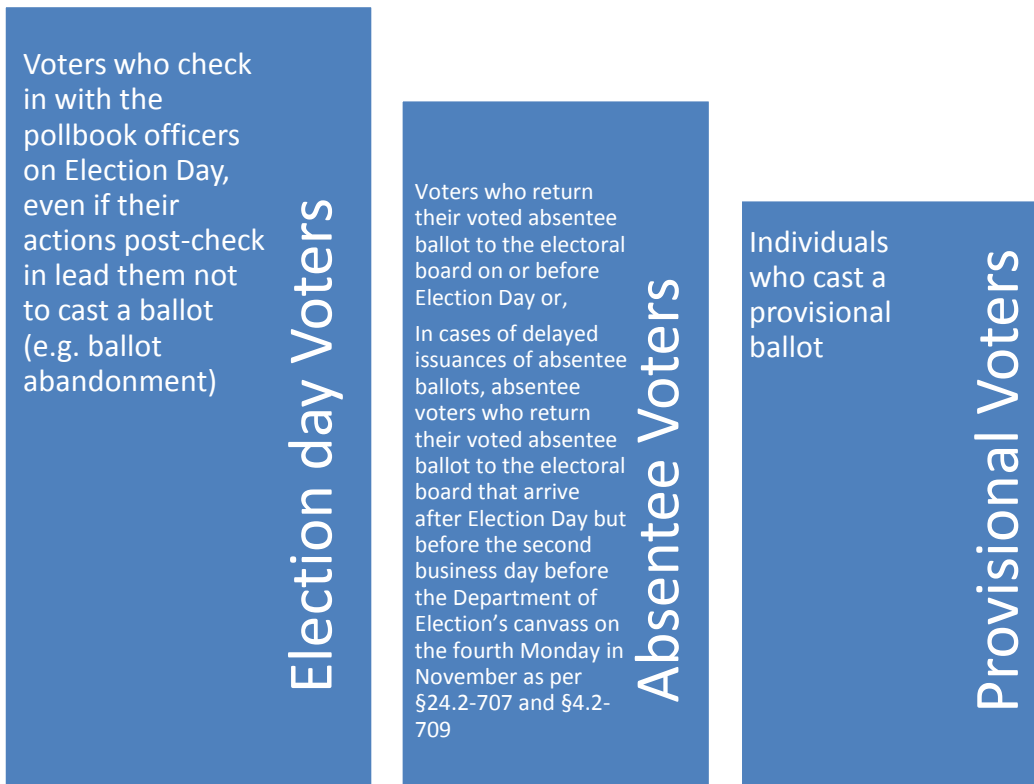 Voters who check
in with the
pollbook officers
on Election Day,
even if their
actions post-check
in lead them not
to cast a ballot
(e.g. ballot
abandonment)
Election day Voters
Voters who return
their voted absentee
ballot to the electoral
board on or before
Election Day or,
In cases of delayed
issuances of absentee
ballots, absentee
voters who return
their voted absentee
ballot to the electoral
board that arrive
after Election Day but
before the second
business day before
the Department of
Election's canvass on
the fourth Monday in
November as per
§24.2-707 and §4.2-
709
Absentee Voters
Individuals
who cast a
provisional
ballot
Provisional Voters